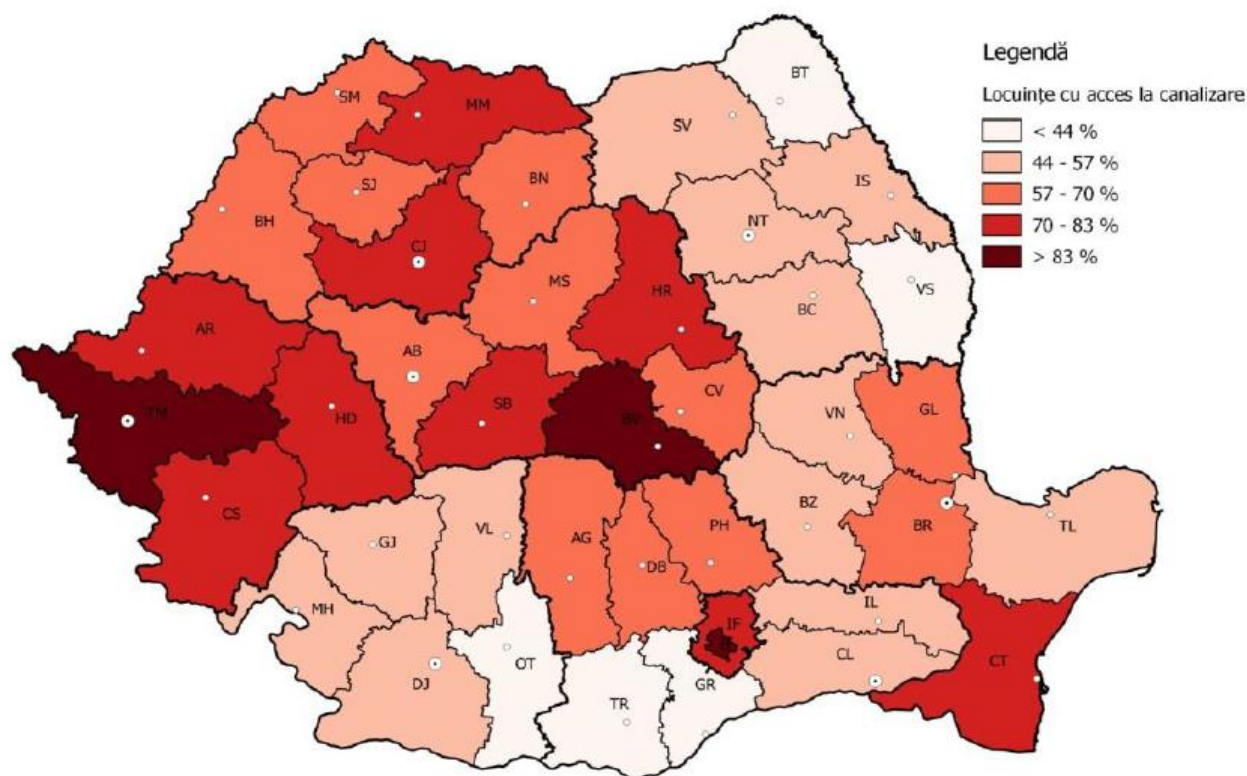 Legendă
Locuințe cu acces la canalizare
< 44 %
44 - 57 %
57 - 70 %
70 - 83 %
> 83 %
BT
SM
MM
SV
SJ
BN
IS
BH
NT
CJ
MS
HR
VS
BC
AR
AB
CV
VN
GL
TM
HD
SB
BV
CS
VL
AG
PH
BZ
BR
TL
GJ
DB
MH
IF
IL
OT
CL
CT
DJ
GR
TR